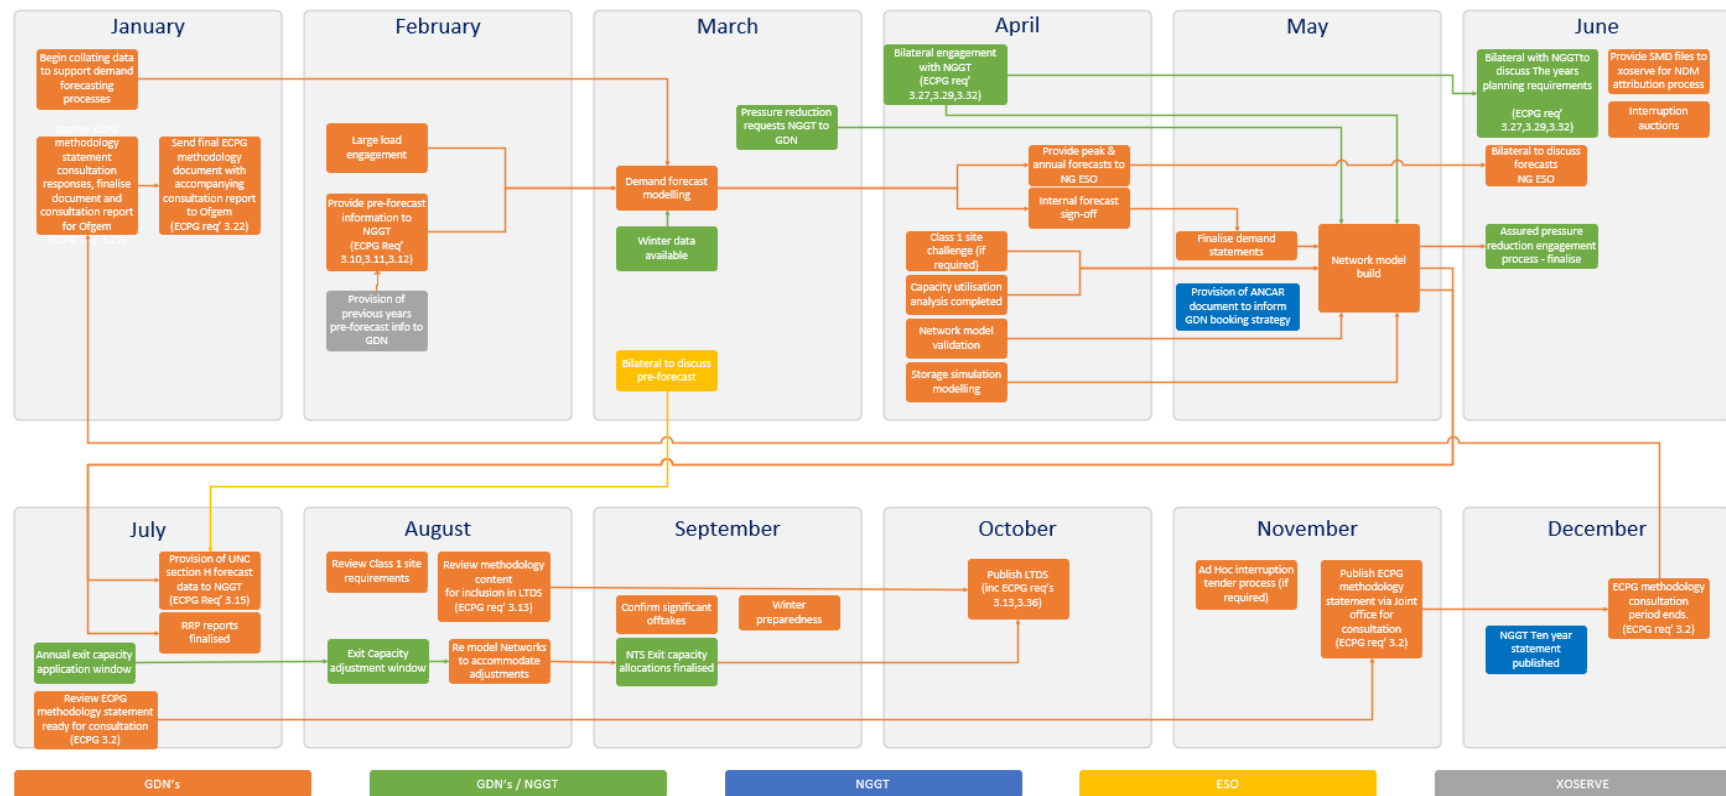 January
February
March
April
May
June
Begin collating data
to support demand
forecasting
processes
Review ECPG
methodology
statement
consultation
responses, finalise
document and
consultation report
for Ofgem
(ECPG req' 3.22)
Send final ECPG
methodology
document with
accompanying
consultation report
to Ofgem
(ECPG req' 3.22)
Large load
engagement
Provide pre-forecast
information to
NGGT
(ECPG Req'
3.10,3.11,3.12)
Provision of
previous years
pre-forecast info to
GDN
Pressure reduction
requests NGGT to
GDN
Demand forecast
modelling
Winter data
available
Bilateral to discuss
pre-forecast
Bilateral engagement
with NGGT
(ECPG req'
3.27,3.29,3.32)
Provide peak &
annual forecasts to
NG ESO
Internal forecast
sign-off
Class 1 site
challenge (if
required)
Capacity utilisation
analysis completed
Network model
validation
Storage simulation
modelling
Finalise demand
statements
Provision of ANCAR
document to inform
GDN booking strategy
Network model
build
Bilateral with NGGTto
discuss The years
planning requirements
(ECPG req'
3.27,3.29,3.32)
Provide SMD files to
xoserve for NDM
attribution process
Interruption
auctions
Bilateral to discuss
forecasts
NG ESO
Assured pressure
reduction engagement
process - finalise
July
August
September
October
November
December
Provision of UNC
section H forecast
data to NGGT
(ECPG Req' 3.15)
RRP reports
finalised
Annual exit capacity
application window
Review ECPG
methodology statement
ready for consultation
(ECPG 3.2)
Review Class 1 site
requirements
Review methodology
content
for inclusion in LTDS
(ECPG req' 3.13)
Exit Capacity
adjustment window
Re model Networks
to accommodate
adjustments
Confirm significant
offtakes
Winter
preparedness
NTS Exit capacity
allocations finalised
Publish LTDS
(inc ECPG req's
3.13,3.36)
Ad Hoc interruption
tender process (if
required)
Publish ECPG
methodology
statement via Joint
office for
consultation
(ECPG req' 3.2)
NGGT Ten year
statement
published
ECPG methodology
consultation
period ends.
(ECPG req' 3.2)
GDN's
GDN's / NGGT
NGGT
ESO
XOSERVE